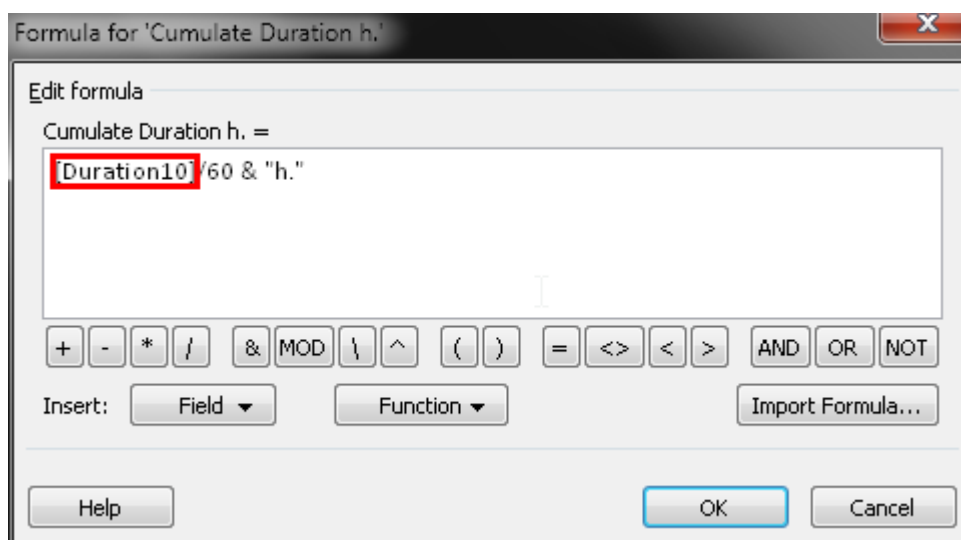 Formula for 'Cumulate Duration h.'
x
Edit formula
Cumulate Duration h. =
[Duration10]/60 & "h."
+ - * / & MOD \ ^ ( ) = <> < > AND OR NOT
Insert: Field Function Import Formula...
Help OK Cancel